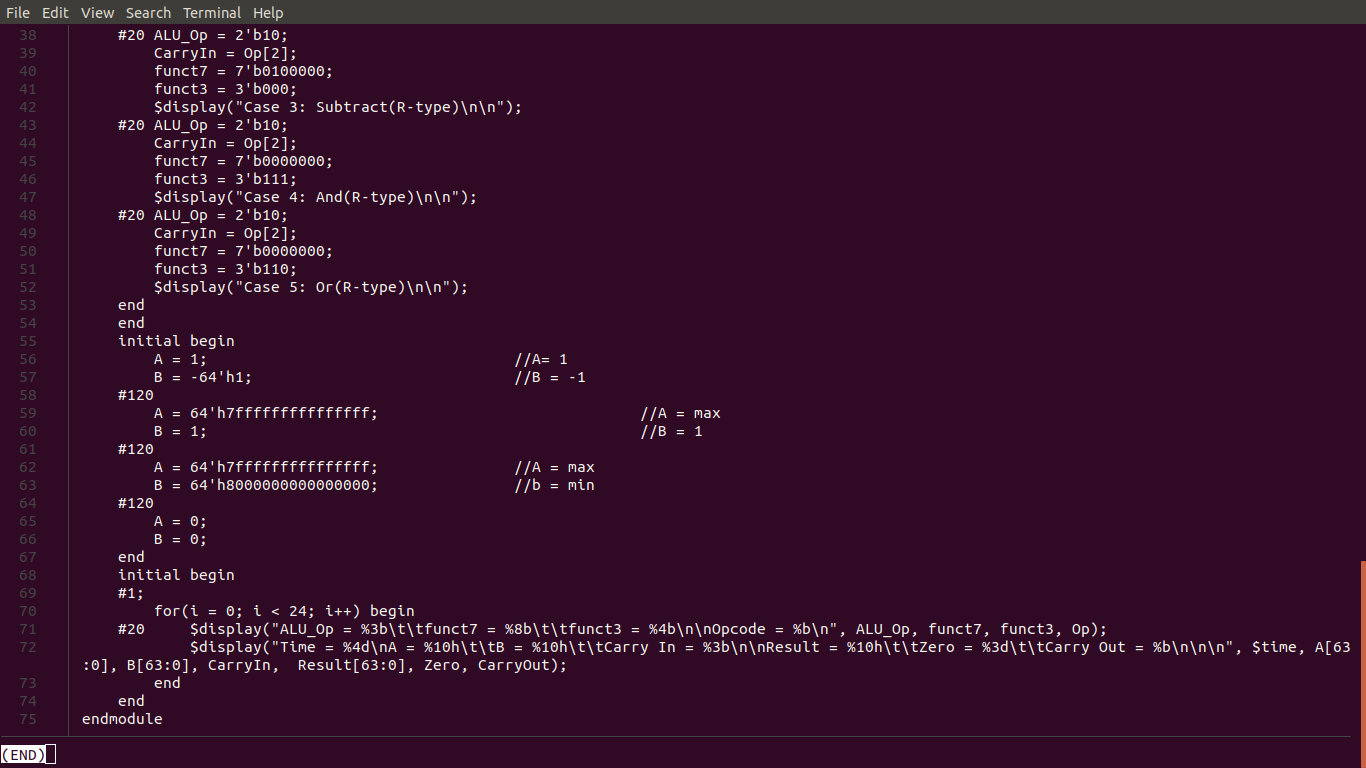 File Edit View Search Terminal Help
38 #20 ALU_Op = 2'b10;
39 CarryIn = Op[2];
40 funct7 = 7'b0100000;
41 funct3 = 3'b000;
42 $display("Case 3: Subtract(R-type)\n\n");
43 #20 ALU_Op = 2'b10;
44 CarryIn = Op[2];
45 funct7 = 7'b0000000;
46 funct3 = 3'b111;
47 $display("Case 4: And(R-type)\n\n");
48 #20 ALU_Op = 2'b10;
49 CarryIn = Op[2];
50 funct7 = 7'b0000000;
51 funct3 = 3'b110;
52 $display("Case 5: Or(R-type)\n\n");
53 end
54 end
55 initial begin
56 A = 1; //A= 1
57 B = -64'h1; //B = -1
58 #120
59 A = 64'h7fffffffffffffff; //A = max
60 B = 1; //B = 1
61 #120
62 A = 64'h7fffffffffffffff; //A = max
63 B = 64'h8000000000000000; //b = min
64 #120
65 A = 0;
66 B = 0;
67 end
68 initial begin
69 #1;
70 for(i = 0; i < 24; i++) begin
71 #20 $display("ALU_Op = %3b\t\tfunct7 = %8b\t\tfunct3 = %4b\n\nOpcode = %b\n", ALU_Op, funct7, funct3, Op);
72 $display("Time = %4d\nA = %10h\t\tB = %10h\t\tCarry In = %3b\n\nResult = %10h\t\tZero = %3d\t\tCarry Out = %b\n\n\n", $time, A[63
:0], B[63:0], CarryIn, Result[63:0], Zero, CarryOut);
73 end
74 end
75 endmodule
(END)